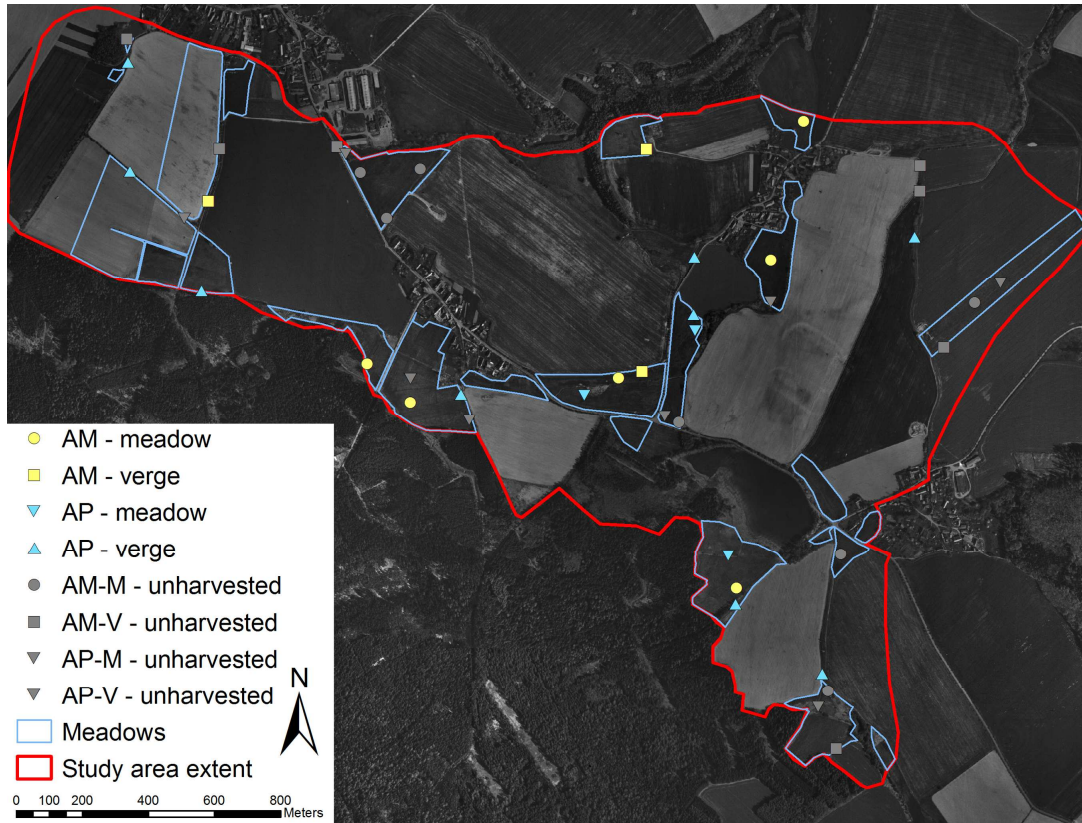 AM - meadow
AM - verge
AP - meadow
AP - verge
AM-M - unharvested
AM-V - unharvested
AP-M - unharvested
AP-V - unharvested
N
Meadows
Study area extent
0 100 200 400 600 800
Meters